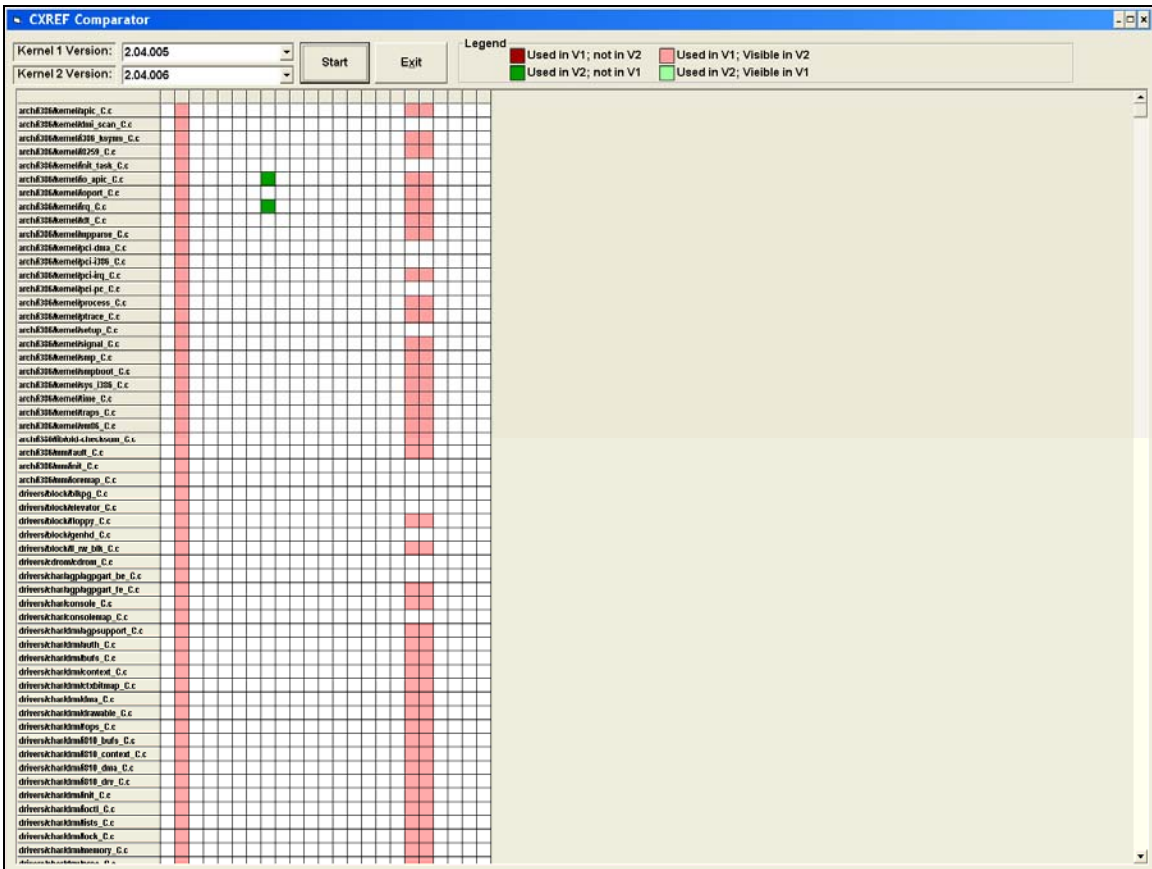 CXREF Comparator
Kernel 1 Version: 2.04.005
Kernel 2 Version: 2.04.006
Start
Exit
Legend
Used in V1; not in V2
Used in V1; Visible in V2
Used in V2; not in V1
Used in V2; Visible in V1
arch/i386/kernel/apic_C.c
arch/i386/kernel/dmi_scan_C.c
arch/i386/kernel/i386_ksyms_C.c
arch/i386/kernel/i8259_C.c
arch/i386/kernel/init_task_C.c
arch/i386/kernel/io_apic_C.c
arch/i386/kernel/ioport_C.c
arch/i386/kernel/irq_C.c
arch/i386/kernel/ldt_C.c
arch/i386/kernel/mpparse_C.c
arch/i386/kernel/pci-dma_C.c
arch/i386/kernel/pci-i386_C.c
arch/i386/kernel/pci-irq_C.c
arch/i386/kernel/pci-pc_C.c
arch/i386/kernel/process_C.c
arch/i386/kernel/ptrace_C.c
arch/i386/kernel/setup_C.c
arch/i386/kernel/signal_C.c
arch/i386/kernel/smp_C.c
arch/i386/kernel/smpboot_C.c
arch/i386/kernel/sys_i386_C.c
arch/i386/kernel/time_C.c
arch/i386/kernel/traps_C.c
arch/i386/kernel/vm86_C.c
arch/i386/lib/old-checksum_C.c
arch/i386/mm/fault_C.c
arch/i386/mm/init_C.c
arch/i386/mm/ioremap_C.c
drivers/block/blkpg_C.c
drivers/block/elevator_C.c
drivers/block/floppy_C.c
drivers/block/genhd_C.c
drivers/block/ll_rw_blk_C.c
drivers/cdrom/cdrom_C.c
drivers/char/agp/agpgart_be_C.c
drivers/char/agp/agpgart_fe_C.c
drivers/char/console_C.c
drivers/char/consolemap_C.c
drivers/char/drm/agpsupport_C.c
drivers/char/drm/auth_C.c
drivers/char/drm/bufs_C.c
drivers/char/drm/context_C.c
drivers/char/drm/ctxbitmap_C.c
drivers/char/drm/dma_C.c
drivers/char/drm/drawable_C.c
drivers/char/drm/fops_C.c
drivers/char/drm/i810_bufs_C.c
drivers/char/drm/i810_context_C.c
drivers/char/drm/i810_dma_C.c
drivers/char/drm/i810_drv_C.c
drivers/char/drm/init_C.c
drivers/char/drm/ioctl_C.c
drivers/char/drm/lists_C.c
drivers/char/drm/lock_C.c
drivers/char/drm/memory_C.c